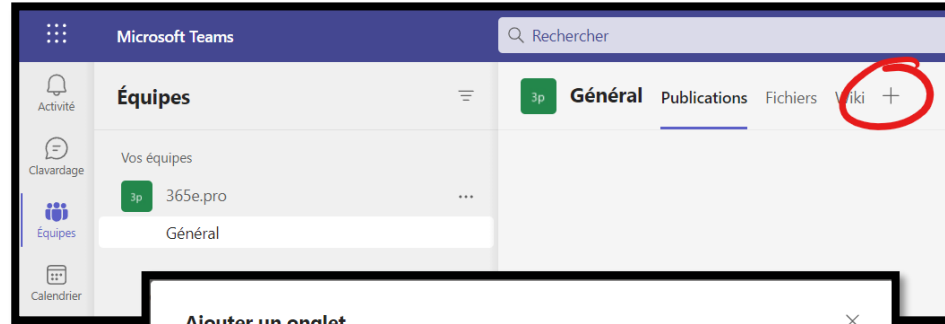 Microsoft Teams
Rechercher
Activité
Équipes
3p Général Publications Fichiers Wiki
Clavardage
Vos équipes
3p 365e.pro
Équipes
Général
Calendrier
Ajouter un onglet